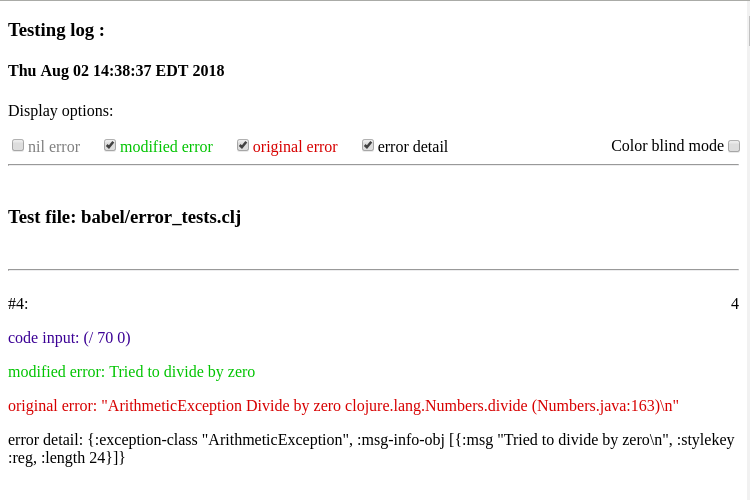 Testing log :
Thu Aug 02 14:38:37 EDT 2018
Display options:
nil error modified error original error error detail Color blind mode
Test file: babel/error_tests.clj
#4: 4
code input: (/ 70 0)
modified error: Tried to divide by zero
original error: "ArithmeticException Divide by zero clojure.lang.Numbers.divide (Numbers.java:163)\n"
error detail: {:exception-class "ArithmeticException", :msg-info-obj [{:msg "Tried to divide by zero\n", :stylekey
:reg, :length 24}]}